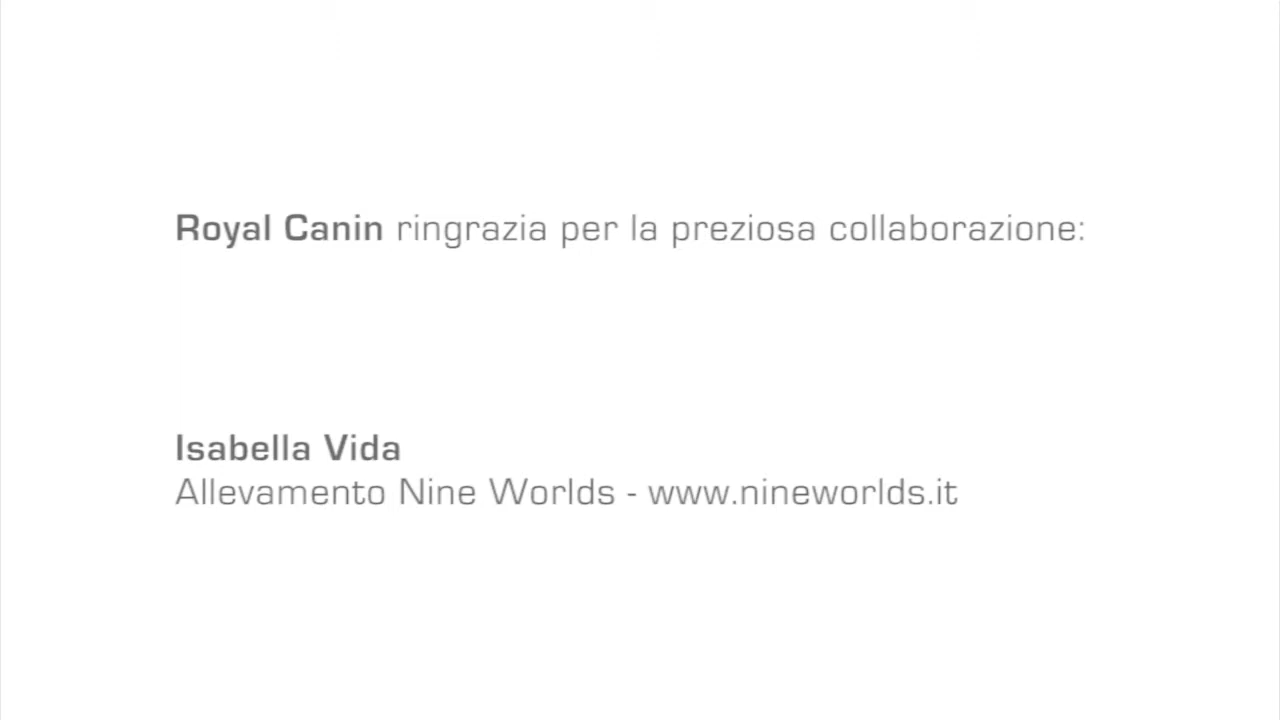 Royal Canin ringrazia per la preziosa collaborazione:
Isabella Vida
Allevamento Nine Worlds - www.nineworlds.it